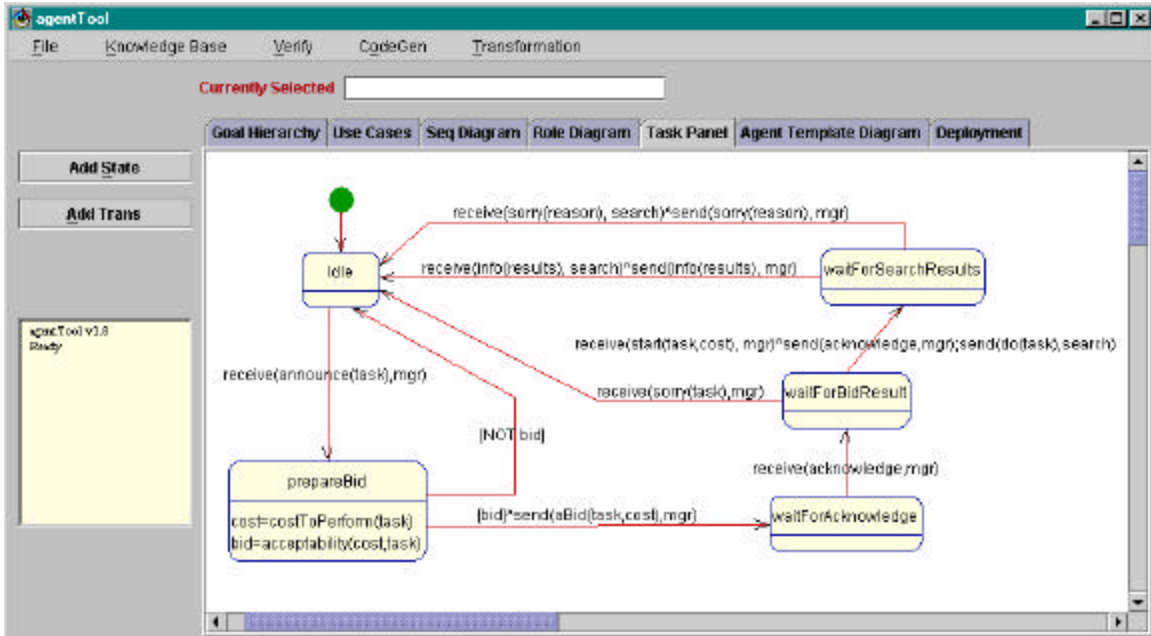 agentTool
File Knowledge Base Verify CodeGen Transformation
Currently Selected
Goal Hierarchy Use Cases Seq Diagram Role Diagram Task Panel Agent Template Diagram Deployment
Add State
Add Trans
agentTool v1.8
Ready
receive(sorry(reason), search)^send(sorry(reason), mgr)
Idle
receive(info(results), search)^send(info(results), mgr)
waitForSearchResults
receive(start(task,cost), mgr)^send(acknowledge,mgr);send(do(task),search)
receive(announce(task),mgr)
receive(sorry(task),mgr)
waitForBidResult
[NOT bid]
receive(acknowledge,mgr)
prepareBid
cost=costToPerform(task)
bid=acceptability(cost,task)
[bid]^send(aBid(task,cost),mgr)
waitForAcknowledge